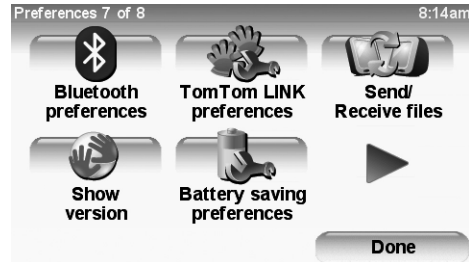 Preferences 7 of 8
8:14am
Bluetooth
preferences
TomTom LINK
preferences
Send/
Receive files
Show
version
Battery saving
preferences
Done